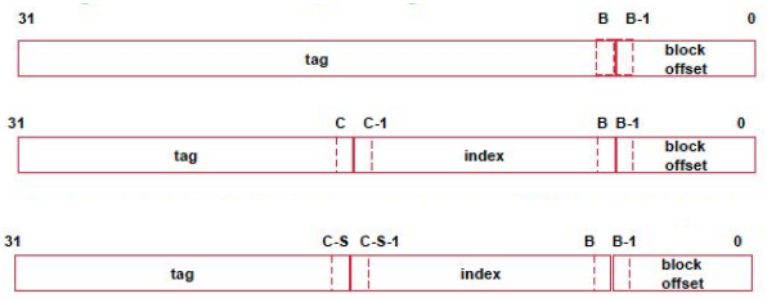 31 B B-1 0
tag block
offset
31 C C-1 B B-1 0
tag index block
offset
31 C-S C-S-1 B B-1 0
tag index block
offset